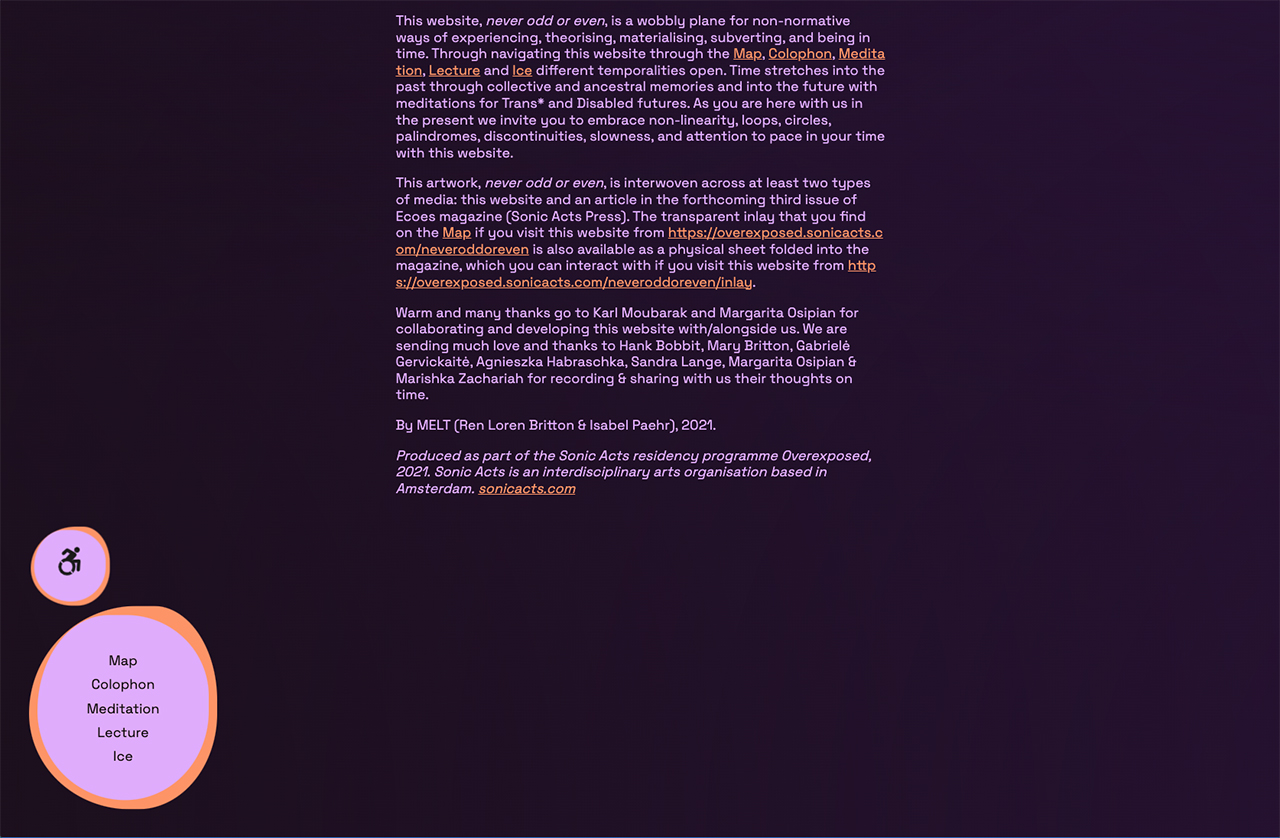 This website, never odd or even, is a wobbly plane for non-normative
ways of experiencing, theorising, materialising, subverting, and being in
time. Through navigating this website through the Map, Colophon, Medita
tion, Lecture and Ice different temporalities open. Time stretches into the
past through collective and ancestral memories and into the future with
meditations for Trans* and Disabled futures. As you are here with us in
the present we invite you to embrace non-linearity, loops, circles,
palindromes, discontinuities, slowness, and attention to pace in your time
with this website.
This artwork, never odd or even, is interwoven across at least two types
of media: this website and an article in the forthcoming third issue of
Ecoes magazine (Sonic Acts Press). The transparent inlay that you find
on the Map if you visit this website from https://overexposed.sonicacts.c
om/neveroddoreven is also available as a physical sheet folded into the
magazine, which you can interact with if you visit this website from http
s://overexposed.sonicacts.com/neveroddoreven/inlay.
Warm and many thanks go to Karl Moubarak and Margarita Osipian for
collaborating and developing this website with/alongside us. We are
sending much love and thanks to Hank Bobbit, Mary Britton, Gabrielė
Gervickaitė, Agnieszka Habraschka, Sandra Lange, Margarita Osipian &
Marishka Zachariah for recording & sharing with us their thoughts on
time.
By MELT (Ren Loren Britton & Isabel Paehr), 2021.
Produced as part of the Sonic Acts residency programme Overexposed,
2021. Sonic Acts is an interdisciplinary arts organisation based in
Amsterdam. sonicacts.com
Map
Colophon
Meditation
Lecture
Ice